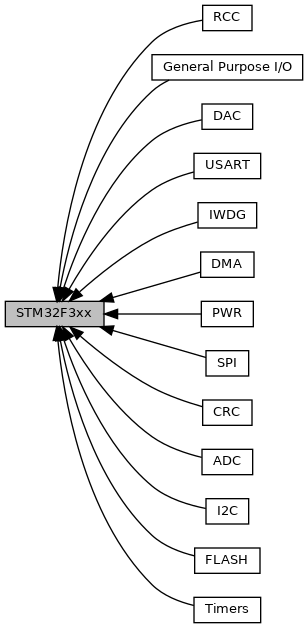 RCC
General Purpose I/O
DAC
USART
IWDG
DMA
STM32F3xx
PWR
SPI
CRC
ADC
I2C
FLASH
Timers